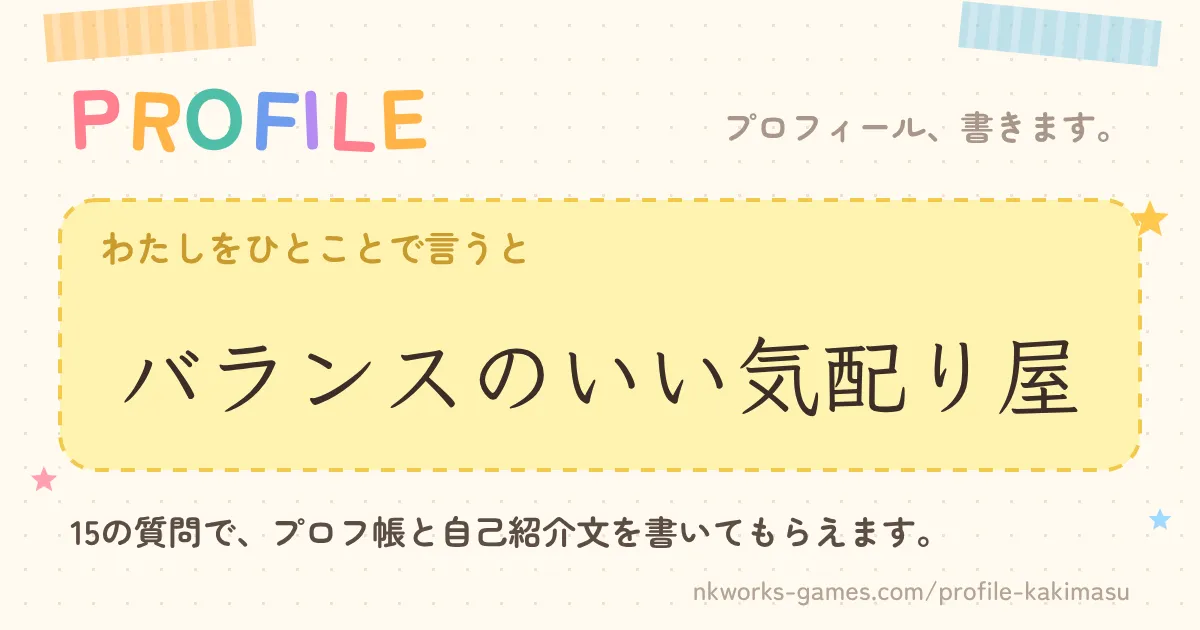 PROFILE
プロフィール、書きます。
わたしをひとことで言うと
バランスのいい気配り屋
15の質問で、プロフ帳と自己紹介文を書いてもらえます。
nkworks-games.com/profile-kakimasu